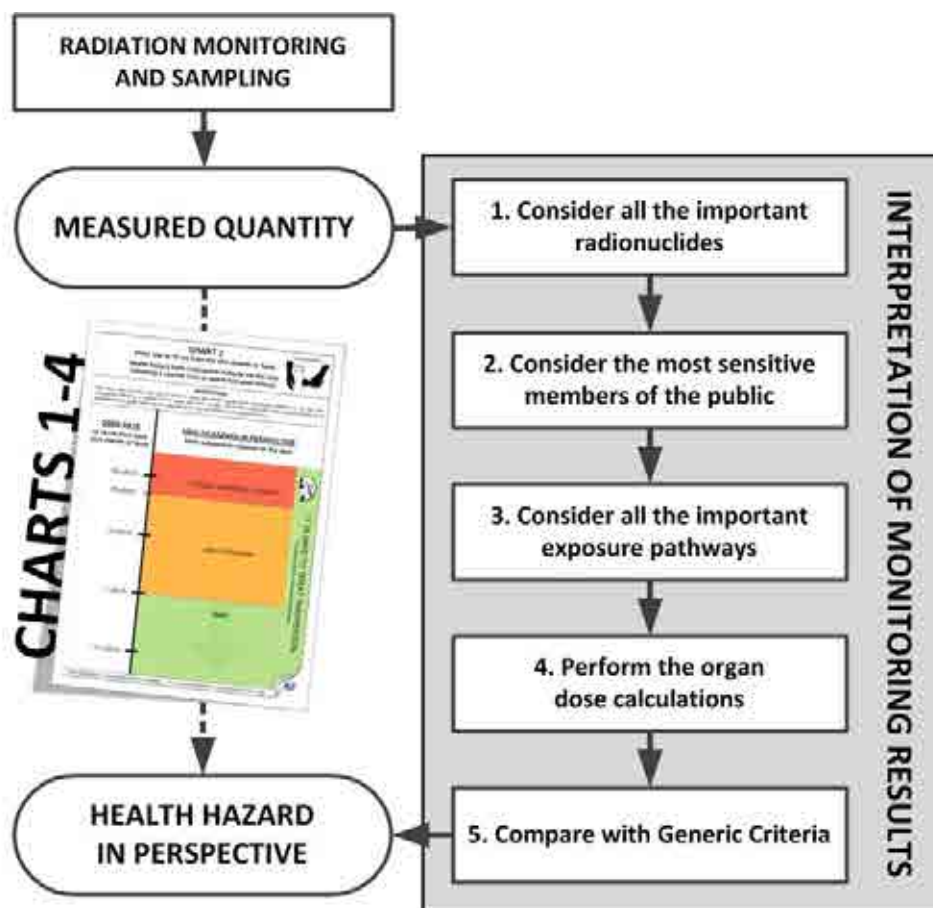 RADIATION MONITORING
AND SAMPLING
MEASURED QUANTITY
CHARTS 1-4
HEALTH HAZARD
IN PERSPECTIVE
1. Consider all the important
radionuclides
2. Consider the most sensitive
members of the public
3. Consider all the important
exposure pathways
4. Perform the organ
dose calculations
5. Compare with Generic Criteria
INTERPRETATION OF MONITORING RESULTS